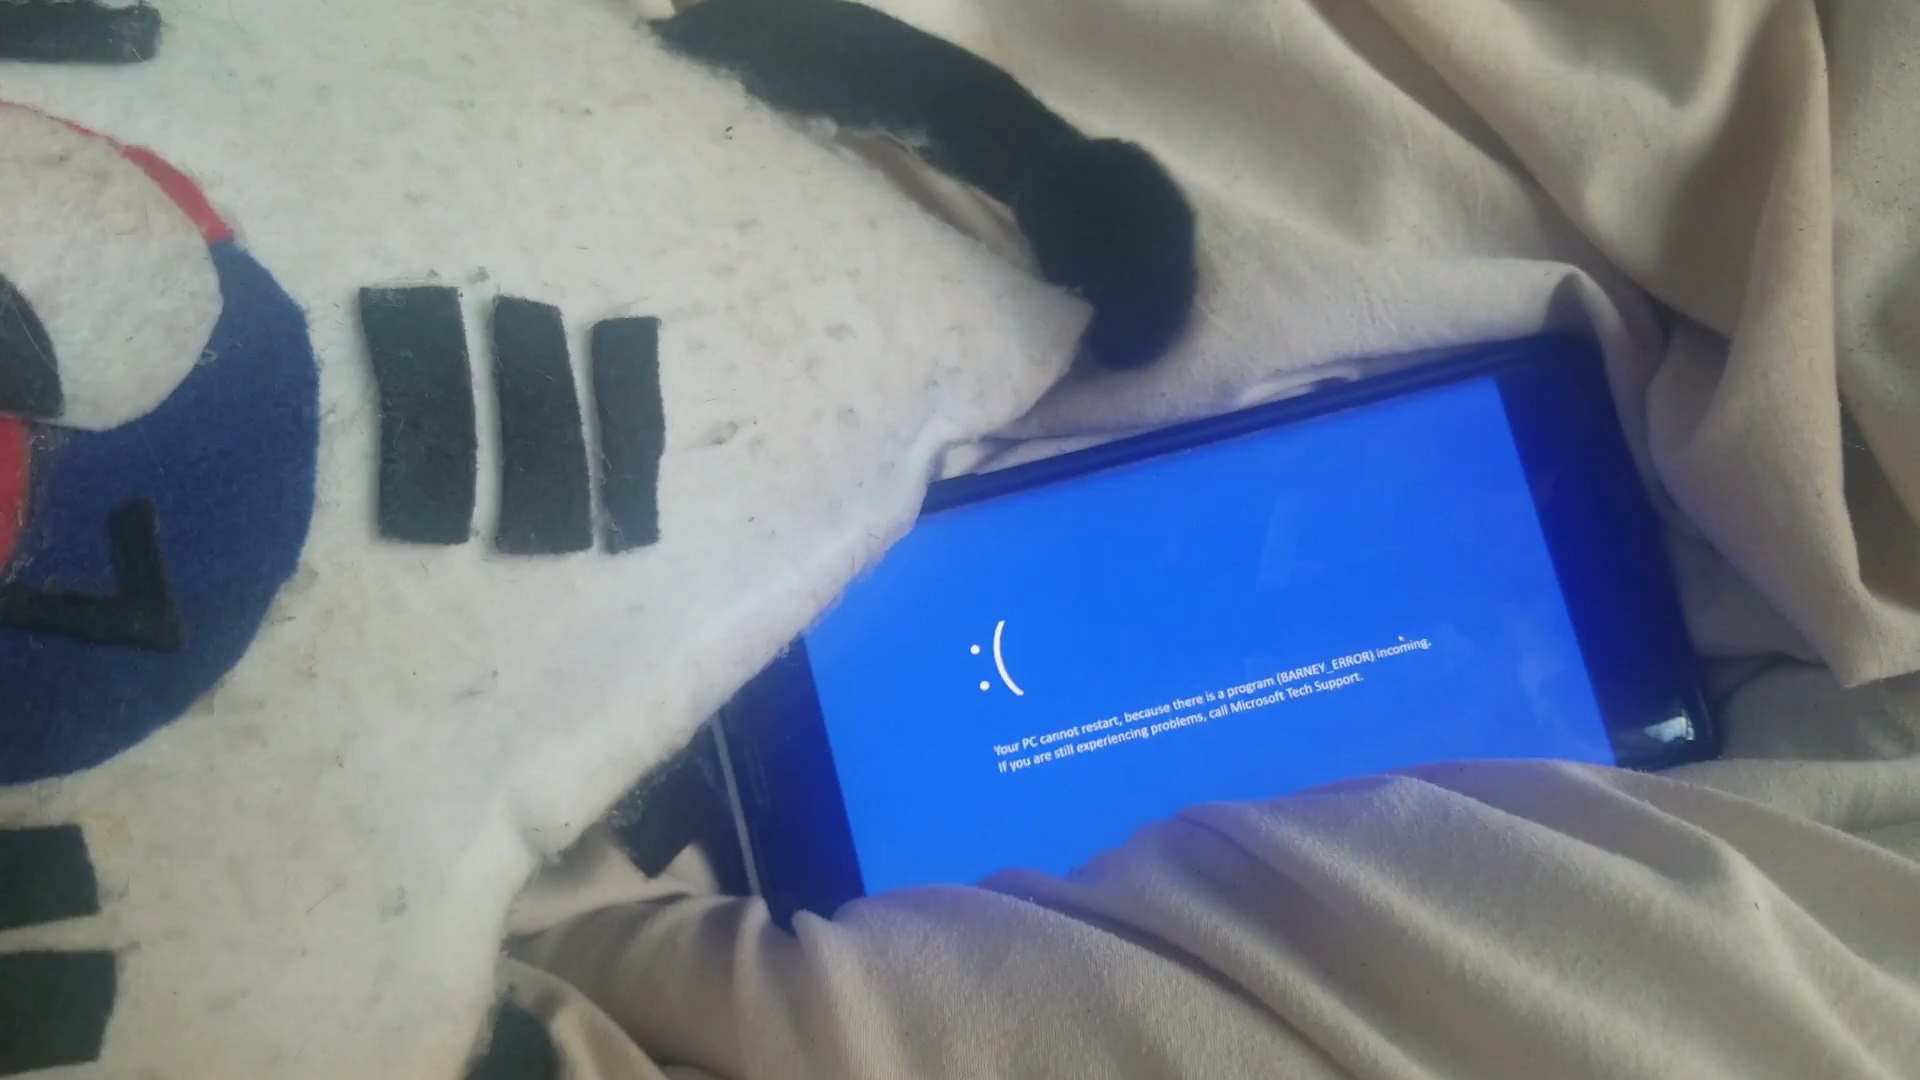 :(
Your PC cannot restart, because there is a program (BARNEY_ERROR) incoming.
If you are still experiencing problems, call Microsoft Tech Support.